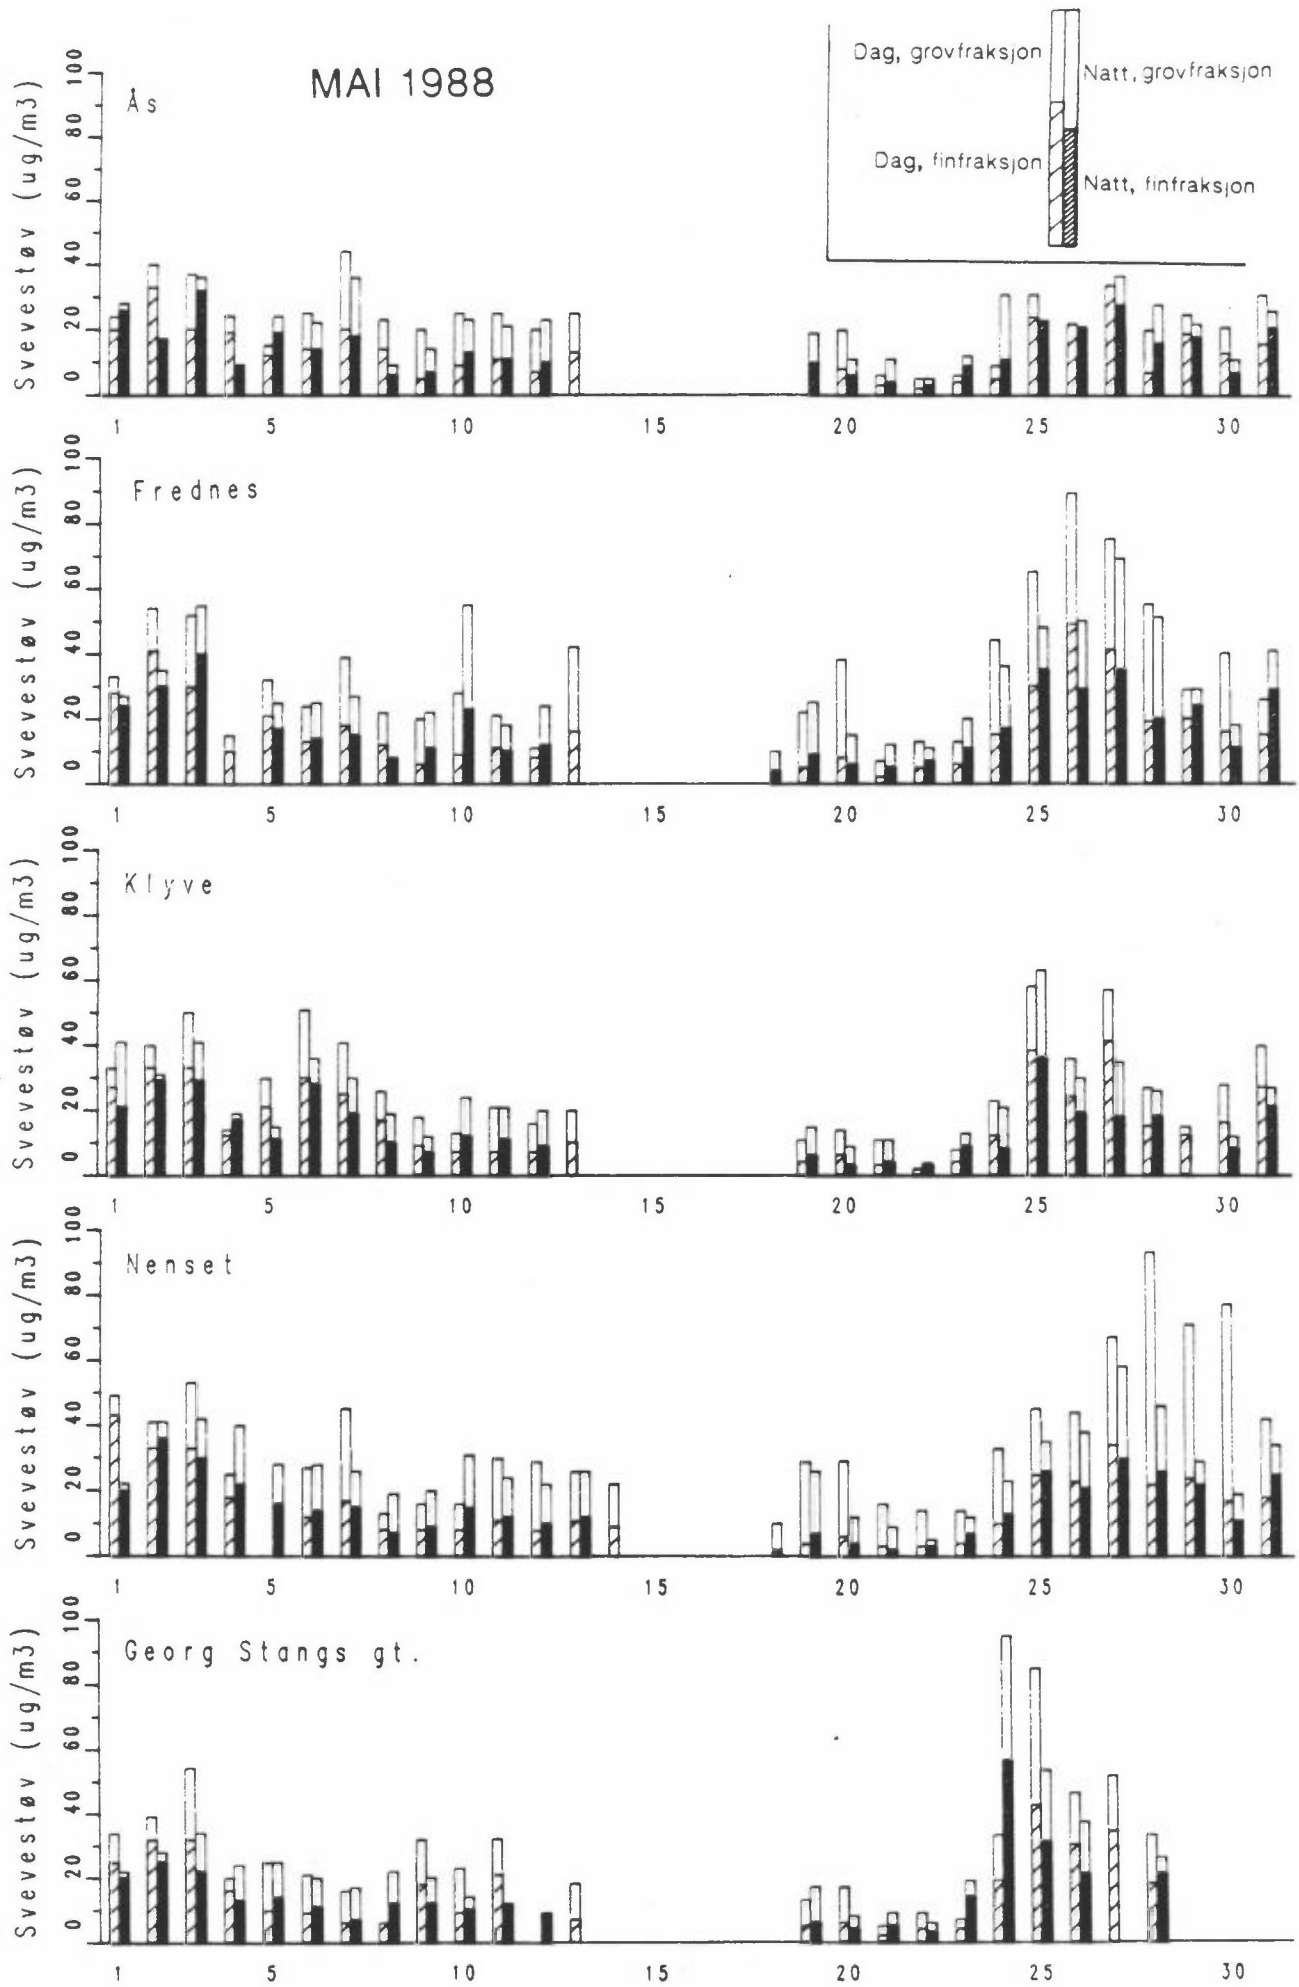 MAI 1988
Dag, grovfraksjon
Natt, grovfraksjon
Dag, finfraksjon
Natt, finfraksjon
Ås
Svevestøv (ug/m3)
0 20 40 60 80 100
1 5 10 15 20 25 30
Frednes
Svevestøv (ug/m3)
0 20 40 60 80 100
1 5 10 15 20 25 30
Klyve
Svevestøv (ug/m3)
0 20 40 60 80 100
1 5 10 15 20 25 30
Nenset
Svevestøv (ug/m3)
0 20 40 60 80 100
1 5 10 15 20 25 30
Georg Stangs gt.
Svevestøv (ug/m3)
0 20 40 60 80 100
1 5 10 15 20 25 30